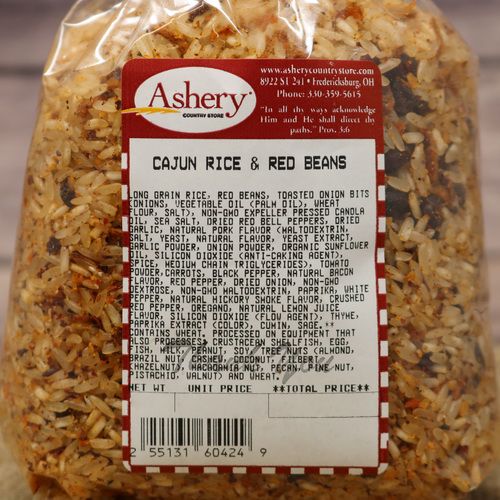 www.asherycountrystore.com
8922 S1 241 • Fredericksburg, OH
Phone: 330-359-5615
"In all thy ways acknowledge
Him and He shall direct thy
paths." Prov. 3:6
Ashery
COUNTRY STORE
CAJUN RICE & RED BEANS
LONG GRAIN RICE, RED BEANS, TOASTED ONION BITS
(ONIONS, VEGETABLE OIL (PALM OIL), WHEAT
FLOUR, SALT), NON-GMO EXPELLER PRESSED CANOLA
OIL, SEA SALT, DRIED RED BELL PEPPERS, DRIED
GARLIC, NATURAL PORK FLAVOR (MALTODEXTRIN,
SALT, YEAST, NATURAL FLAVOR, YEAST EXTRACT,
GARLIC POWDER, ONION POWDER, ORGANIC SUNFLOWER
OIL, SILICON DIOXIDE (ANTI-CAKING AGENT),
SPICE, MEDIUM CHAIN TRIGLYCERIDES), TOMATO
POWDER,CARROTS, BLACK PEPPER, NATURAL BACON
FLAVOR, RED PEPPER, DRIED ONION, NON-GMO
DEXTROSE, NON-GMO MALTODEXTRIN, PAPRIKA, WHITE
PEPPER, NATURAL HICKORY SMOKE FLAVOR, CRUSHED
RED PEPPER, OREGANO, NATURAL LEMON JUICE
FLAVOR, SILICON DIOXIDE (FLOW AGENT), THYME,
PAPRIKA EXTRACT (COLOR), CUMIN, SAGE.**
CONTAINS WHEAT. PROCESSED ON EQUIPMENT THAT
ALSO PROCESSES CRUSTACEAN SHELLFISH, EGG,
FISH, MILK, PEANUT, SOY, TREE NUTS (ALMOND,
BRAZIL NUT, CASHEW, COCONUT, FILBERT
(HAZELNUT), MACADAMIA NUT, PECAN, PINE NUT,
PISTACHIO, WALNUT) AND WHEAT.
NET WT UNIT PRICE **TOTAL PRICE**
2 55131 60424 9